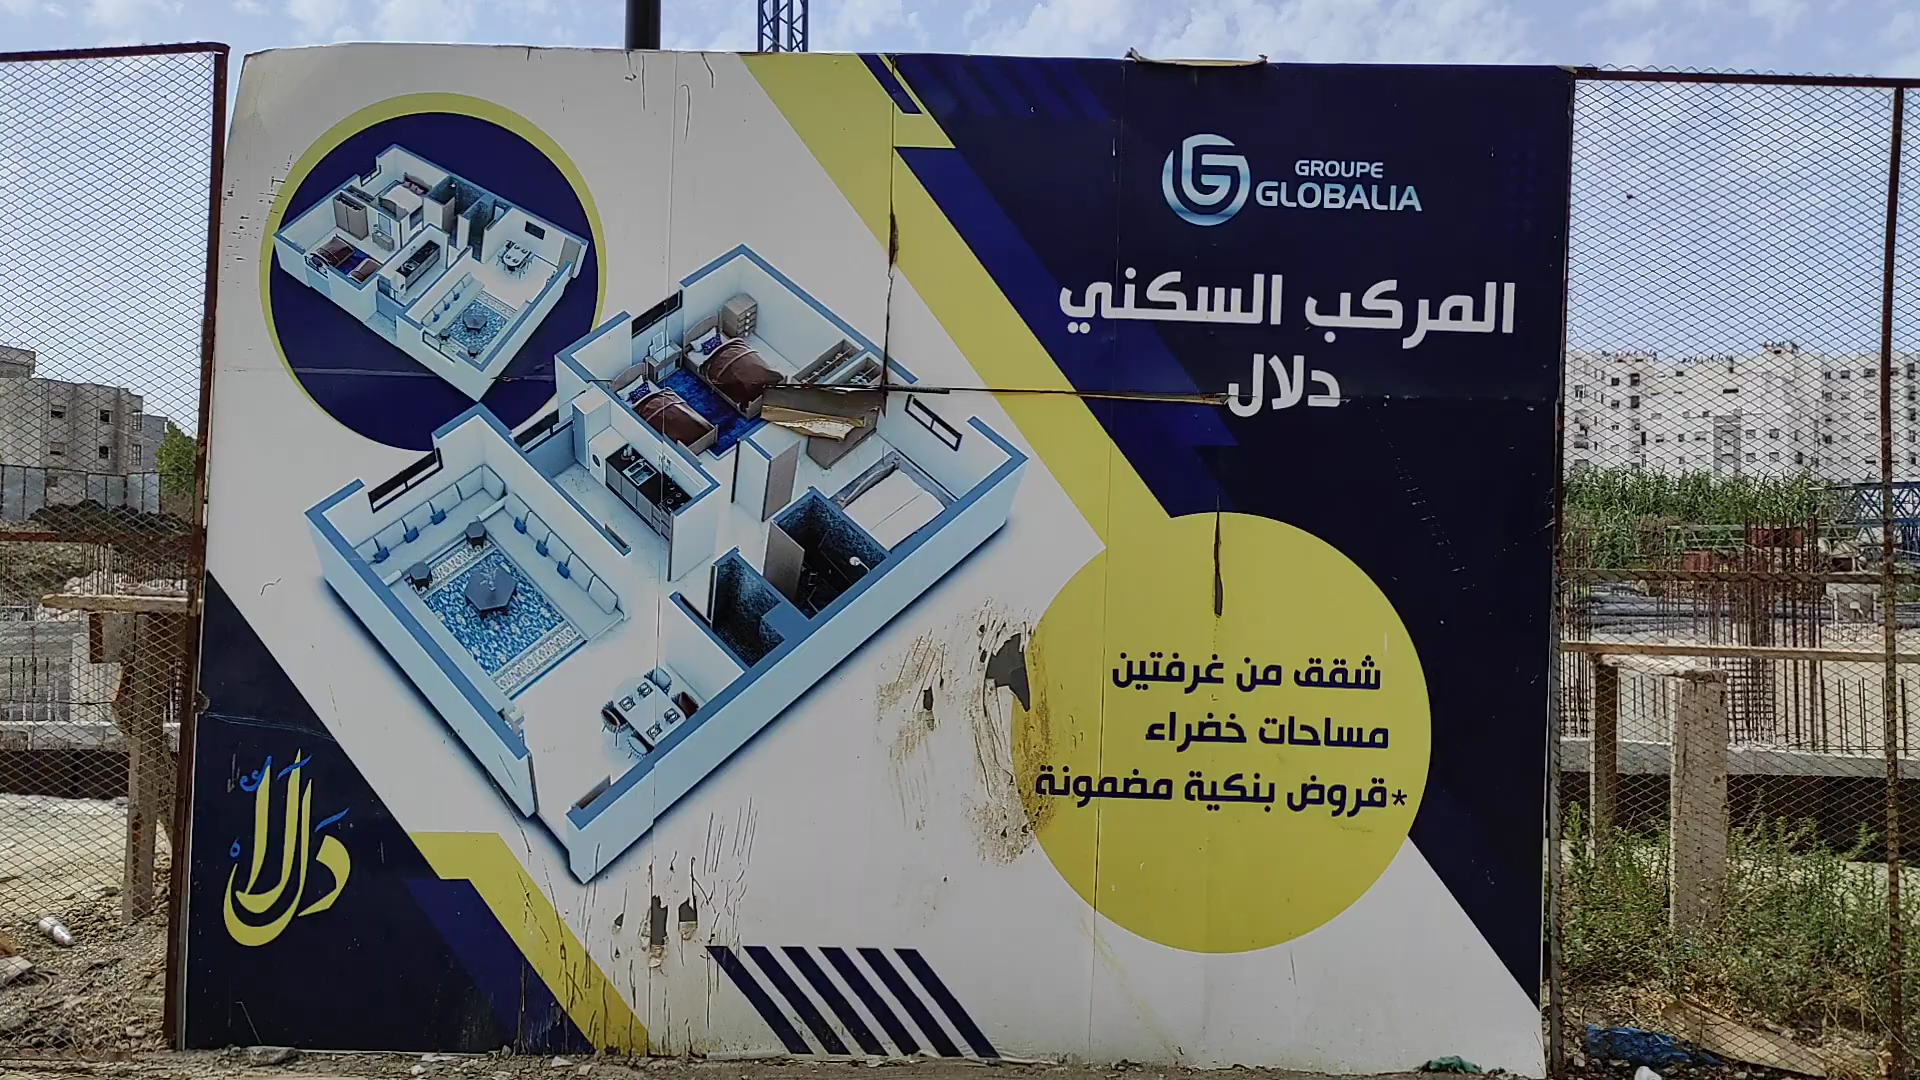 GROUPE
GLOBALIA
المركب السكني
دلال
شقق من غرفتين
مساحات خضراء
*قروض بنكية مضمونة
دلال